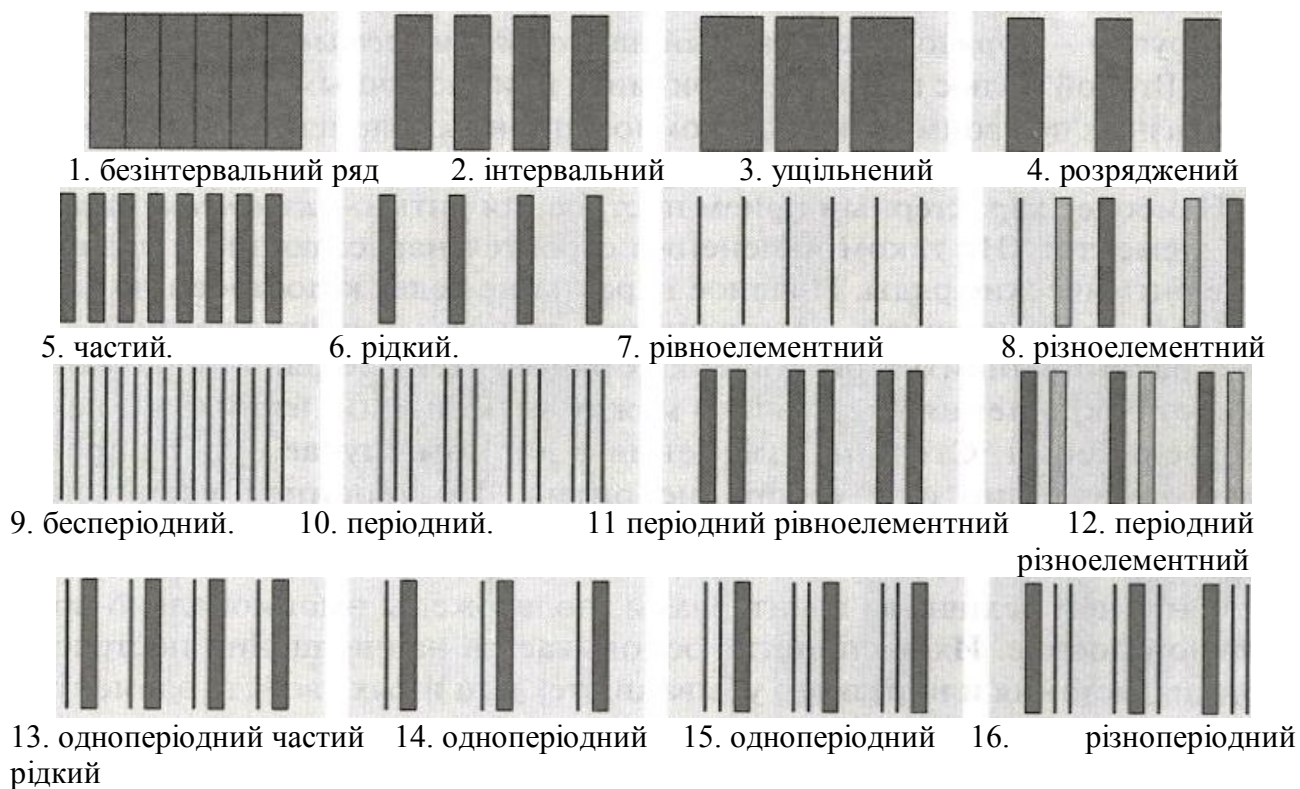 1. безінтервальний ряд 2. інтервальний 3. ущільнений 4. розряджений
5. частий. 6. рідкий. 7. рівноелементний 8. різноелементний
9. бесперіодний. 10. періодний. 11 періодний рівноелементний 12. періодний
різноелементний
13. одноперіодний частий 14. одноперіодний 15. одноперіодний 16. різноперіодний
рідкий